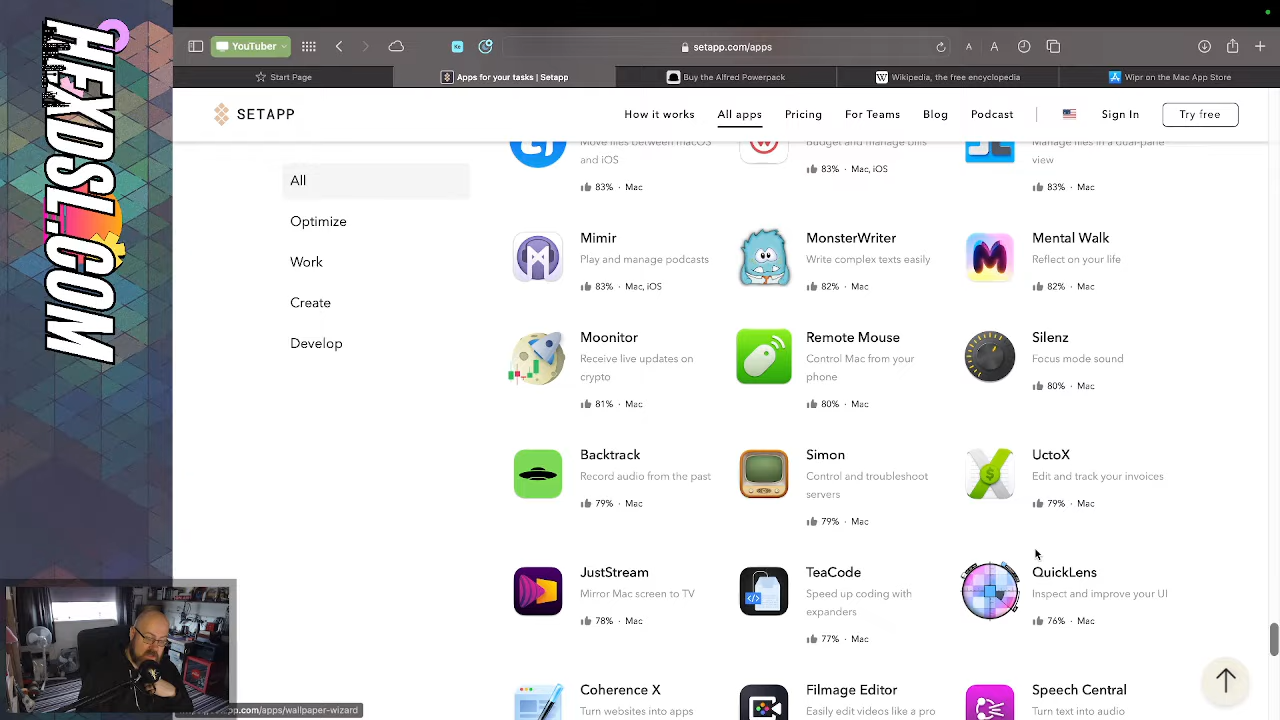 HEXDSL.COM
YouTuber
Ke
setapp.com/apps
A
A
Start Page
Apps for your tasks | Setapp
Buy the Alfred Powerpack
W
Wikipedia, the free encyclopedia
Wipr on the Mac App Store
SETAPP
How it works
All apps
Pricing
For Teams
Blog
Podcast
Sign In
Try free
All
Optimize
Work
Create
Develop
Move files between macOS
and iOS
83% · Mac
Budget and manage bills
83% · Mac, iOS
Manage files in a dual-pane
view
83% · Mac
Mimir
Play and manage podcasts
83% · Mac, iOS
MonsterWriter
Write complex texts easily
82% · Mac
Mental Walk
Reflect on your life
82% · Mac
Moonitor
Receive live updates on
crypto
81% · Mac
Remote Mouse
Control Mac from your
phone
80% · Mac
Silenz
Focus mode sound
80% · Mac
Backtrack
Record audio from the past
79% · Mac
Simon
Control and troubleshoot
servers
79% · Mac
UctoX
Edit and track your invoices
79% · Mac
JustStream
Mirror Mac screen to TV
78% · Mac
TeaCode
Speed up coding with
expanders
77% · Mac
QuickLens
Inspect and improve your UI
76% · Mac
Coherence X
Turn websites into apps
Filmage Editor
Easily edit videos like a pro
Speech Central
Turn text into audio
pp.com/apps/wallpaper-wizard